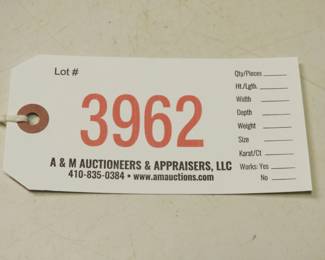 Lot #
3962
A & M AUCTIONEERS & APPRAISERS, LLC
410-835-0384 • www.amauctions.com
Qty/Pieces
Ht./Lgth.
Width
Depth
Weight
Size
Karat/Ct
Works: Yes
No